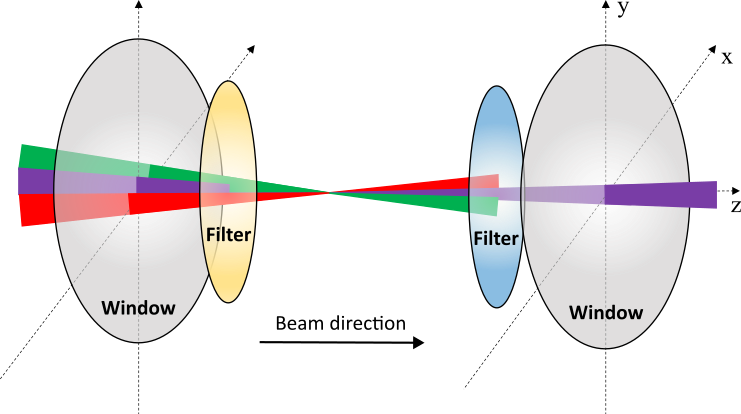 y
x
z
Filter
Filter
Window
Window
Beam direction